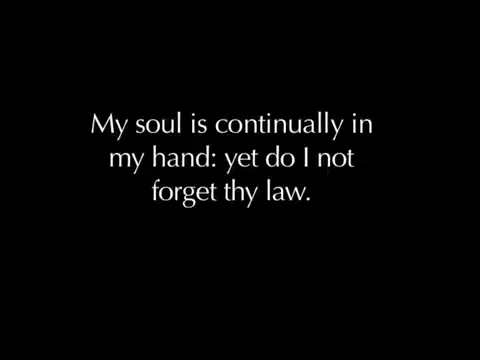 My soul is continually in
my hand: yet do I not
forget thy law.